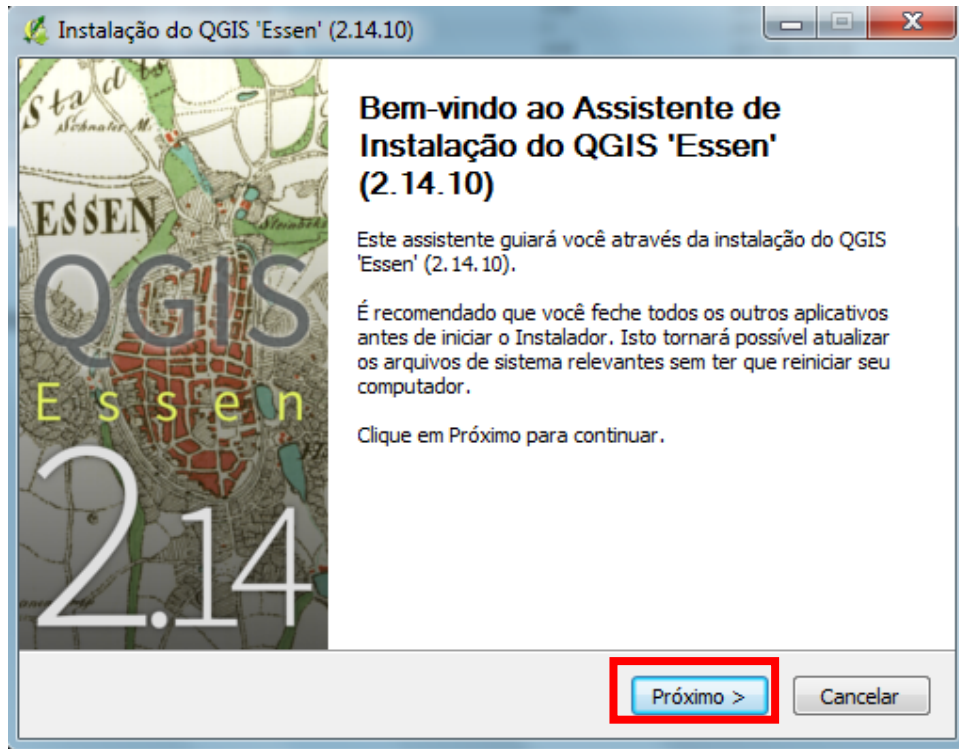 Instalação do QGIS 'Essen' (2.14.10)
Stadt
Schnater M.
ESSEN
QGIS
Essen
2.14
Bem-vindo ao Assistente de
Instalação do QGIS 'Essen'
(2.14.10)
Este assistente guiará você através da instalação do QGIS
'Essen' (2.14.10).
É recomendado que você feche todos os outros aplicativos
antes de iniciar o Instalador. Isto tornará possível atualizar
os arquivos de sistema relevantes sem ter que reiniciar seu
computador.
Clique em Próximo para continuar.
Próximo >
Cancelar